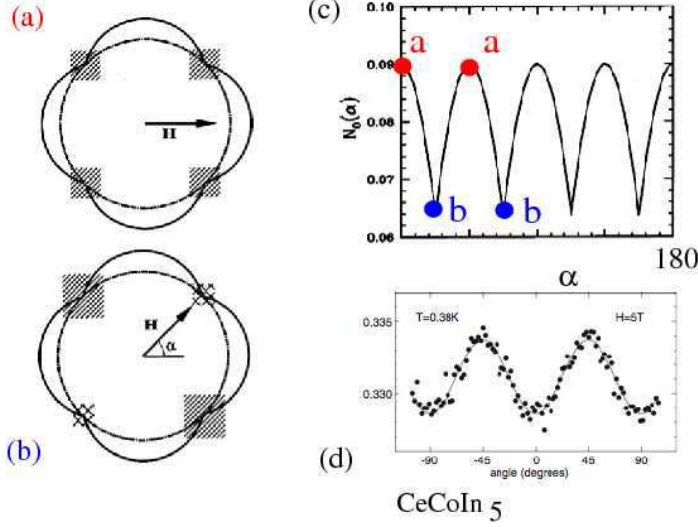 (a)
H
(b)
H
α
(c)
0.10
0.09
0.08
0.07
0.06
N₀(α)
a
a
b
b
180
α
(d)
0.335
0.330
T=0.38K
H=5T
-90
-45
0
45
90
angle (degrees)
CeCoIn 5